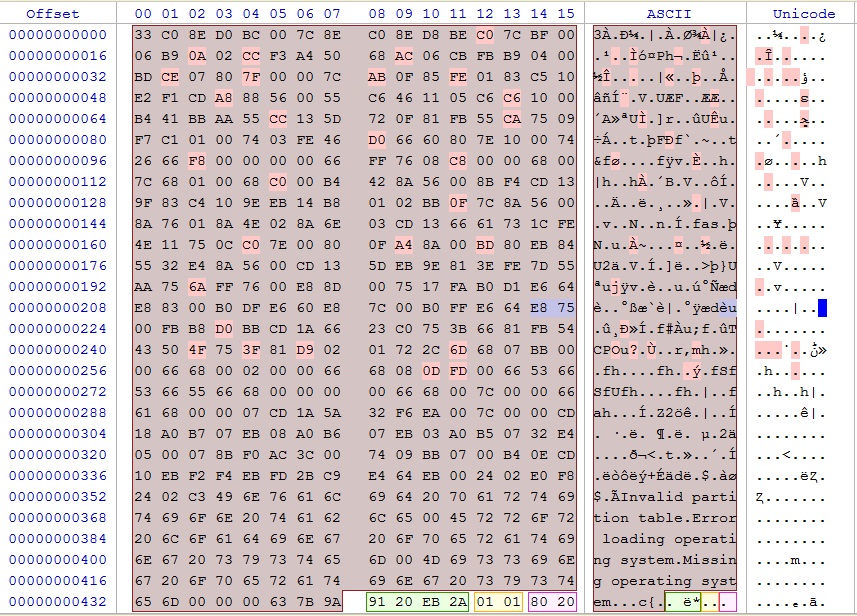 Offset 00 01 02 03 04 05 06 07 08 09 10 11 12 13 14 15 ASCII Unicode
00000000000 33 C0 8E D0 BC 00 7C 8E C0 8E D8 BE C0 7C BF 00 3À.Ð¼.|.À.Ø¾À|¿.
00000000016 06 B9 0A 02 CC F3 A4 50 68 AC 06 CB FB B9 04 00 .¹..Ìó¤Ph¬.Ëû¹..
00000000032 BD CE 07 80 7F 00 00 7C AB 0F 85 FE 01 83 C5 10 ½Î.....|«..þ..Å.
00000000048 E2 F1 CD A8 88 56 00 55 C6 46 11 05 C6 C6 10 00 âñÍ¨.V.UÆF..ÆÆ..
00000000064 B4 41 BB AA 55 CC 13 5D 72 0F 81 FB 55 CA 75 09 ´A»ªUÌ.]r..ûUÊu.
00000000080 F7 C1 01 00 74 03 FE 46 D0 66 60 80 7E 10 00 74 ÷Á..t.þFÐf`.~..t
00000000096 26 66 F8 00 00 00 00 66 FF 76 08 C8 00 00 68 00 &fø....fÿv.È..h.
00000000112 7C 68 01 00 68 C0 00 B4 42 8A 56 00 8B F4 CD 13 |h..hÀ.´B.V..ôÍ.
00000000128 9F 83 C4 10 9E EB 14 B8 01 02 BB 0F 7C 8A 56 00 ..Ä..ë.¸..».|.V.
00000000144 8A 76 01 8A 4E 02 8A 6E 03 CD 13 66 61 73 1C FE .v..N..n.Í.fas.þ
00000000160 4E 11 75 0C C0 7E 00 80 0F A4 8A 00 BD 80 EB 84 N.u.À~...¤..½.ë.
00000000176 55 32 E4 8A 56 00 CD 13 5D EB 9E 81 3E FE 7D 55 U2ä.V.Í.]ë..>þ}U
00000000192 AA 75 6A FF 76 00 E8 8D 00 75 17 FA B0 D1 E6 64 ªujÿv.è..u.ú°Ñæd
00000000208 E8 83 00 B0 DF E6 60 E8 7C 00 B0 FF E6 64 E8 75 è..°ßæ`è|.°ÿædèu
00000000224 00 FB B8 D0 BB CD 1A 66 23 C0 75 3B 66 81 FB 54 .û¸Ð»Í.f#Àu;f.ûT
00000000240 43 50 4F 75 3F 81 D9 02 01 72 2C 6D 68 07 BB 00 CPOu?.Ù..r,mh.».
00000000256 00 66 68 00 02 00 00 66 68 08 0D FD 00 66 53 66 .fh....fh..ý.fSf
00000000272 53 66 55 66 68 00 00 00 00 66 68 00 7C 00 00 66 SfUfh....fh.|..f
00000000288 61 68 00 00 07 CD 1A 5A 32 F6 EA 00 7C 00 00 CD ah...Í.Z2öê.|..Í
00000000304 18 A0 B7 07 EB 08 A0 B6 07 EB 03 A0 B5 07 32 E4 . ·.ë. ¶.ë. µ.2ä
00000000320 05 00 07 8B F0 AC 3C 00 74 09 BB 07 00 B4 0E CD ....ð¬<.t.»..´.Í
00000000336 10 EB F2 F4 EB FD 2B C9 E4 64 EB 00 24 02 E0 F8 .ëòôëý+Éädë.$.àø
00000000352 24 02 C3 49 6E 76 61 6C 69 64 20 70 61 72 74 69 $.ÃInvalid parti
00000000368 74 69 6F 6E 20 74 61 62 6C 65 00 45 72 72 6F 72 tion table.Error
00000000384 20 6C 6F 61 64 69 6E 67 20 6F 70 65 72 61 74 69 loading operati
00000000400 6E 67 20 73 79 73 74 65 6D 00 4D 69 73 73 69 6E ng system.Missin
00000000416 67 20 6F 70 65 72 61 74 69 6E 67 20 73 79 73 74 g operating syst
00000000432 65 6D 00 00 00 63 7B 9A 91 20 EB 2A 01 01 80 20 em...c{.. ë*...